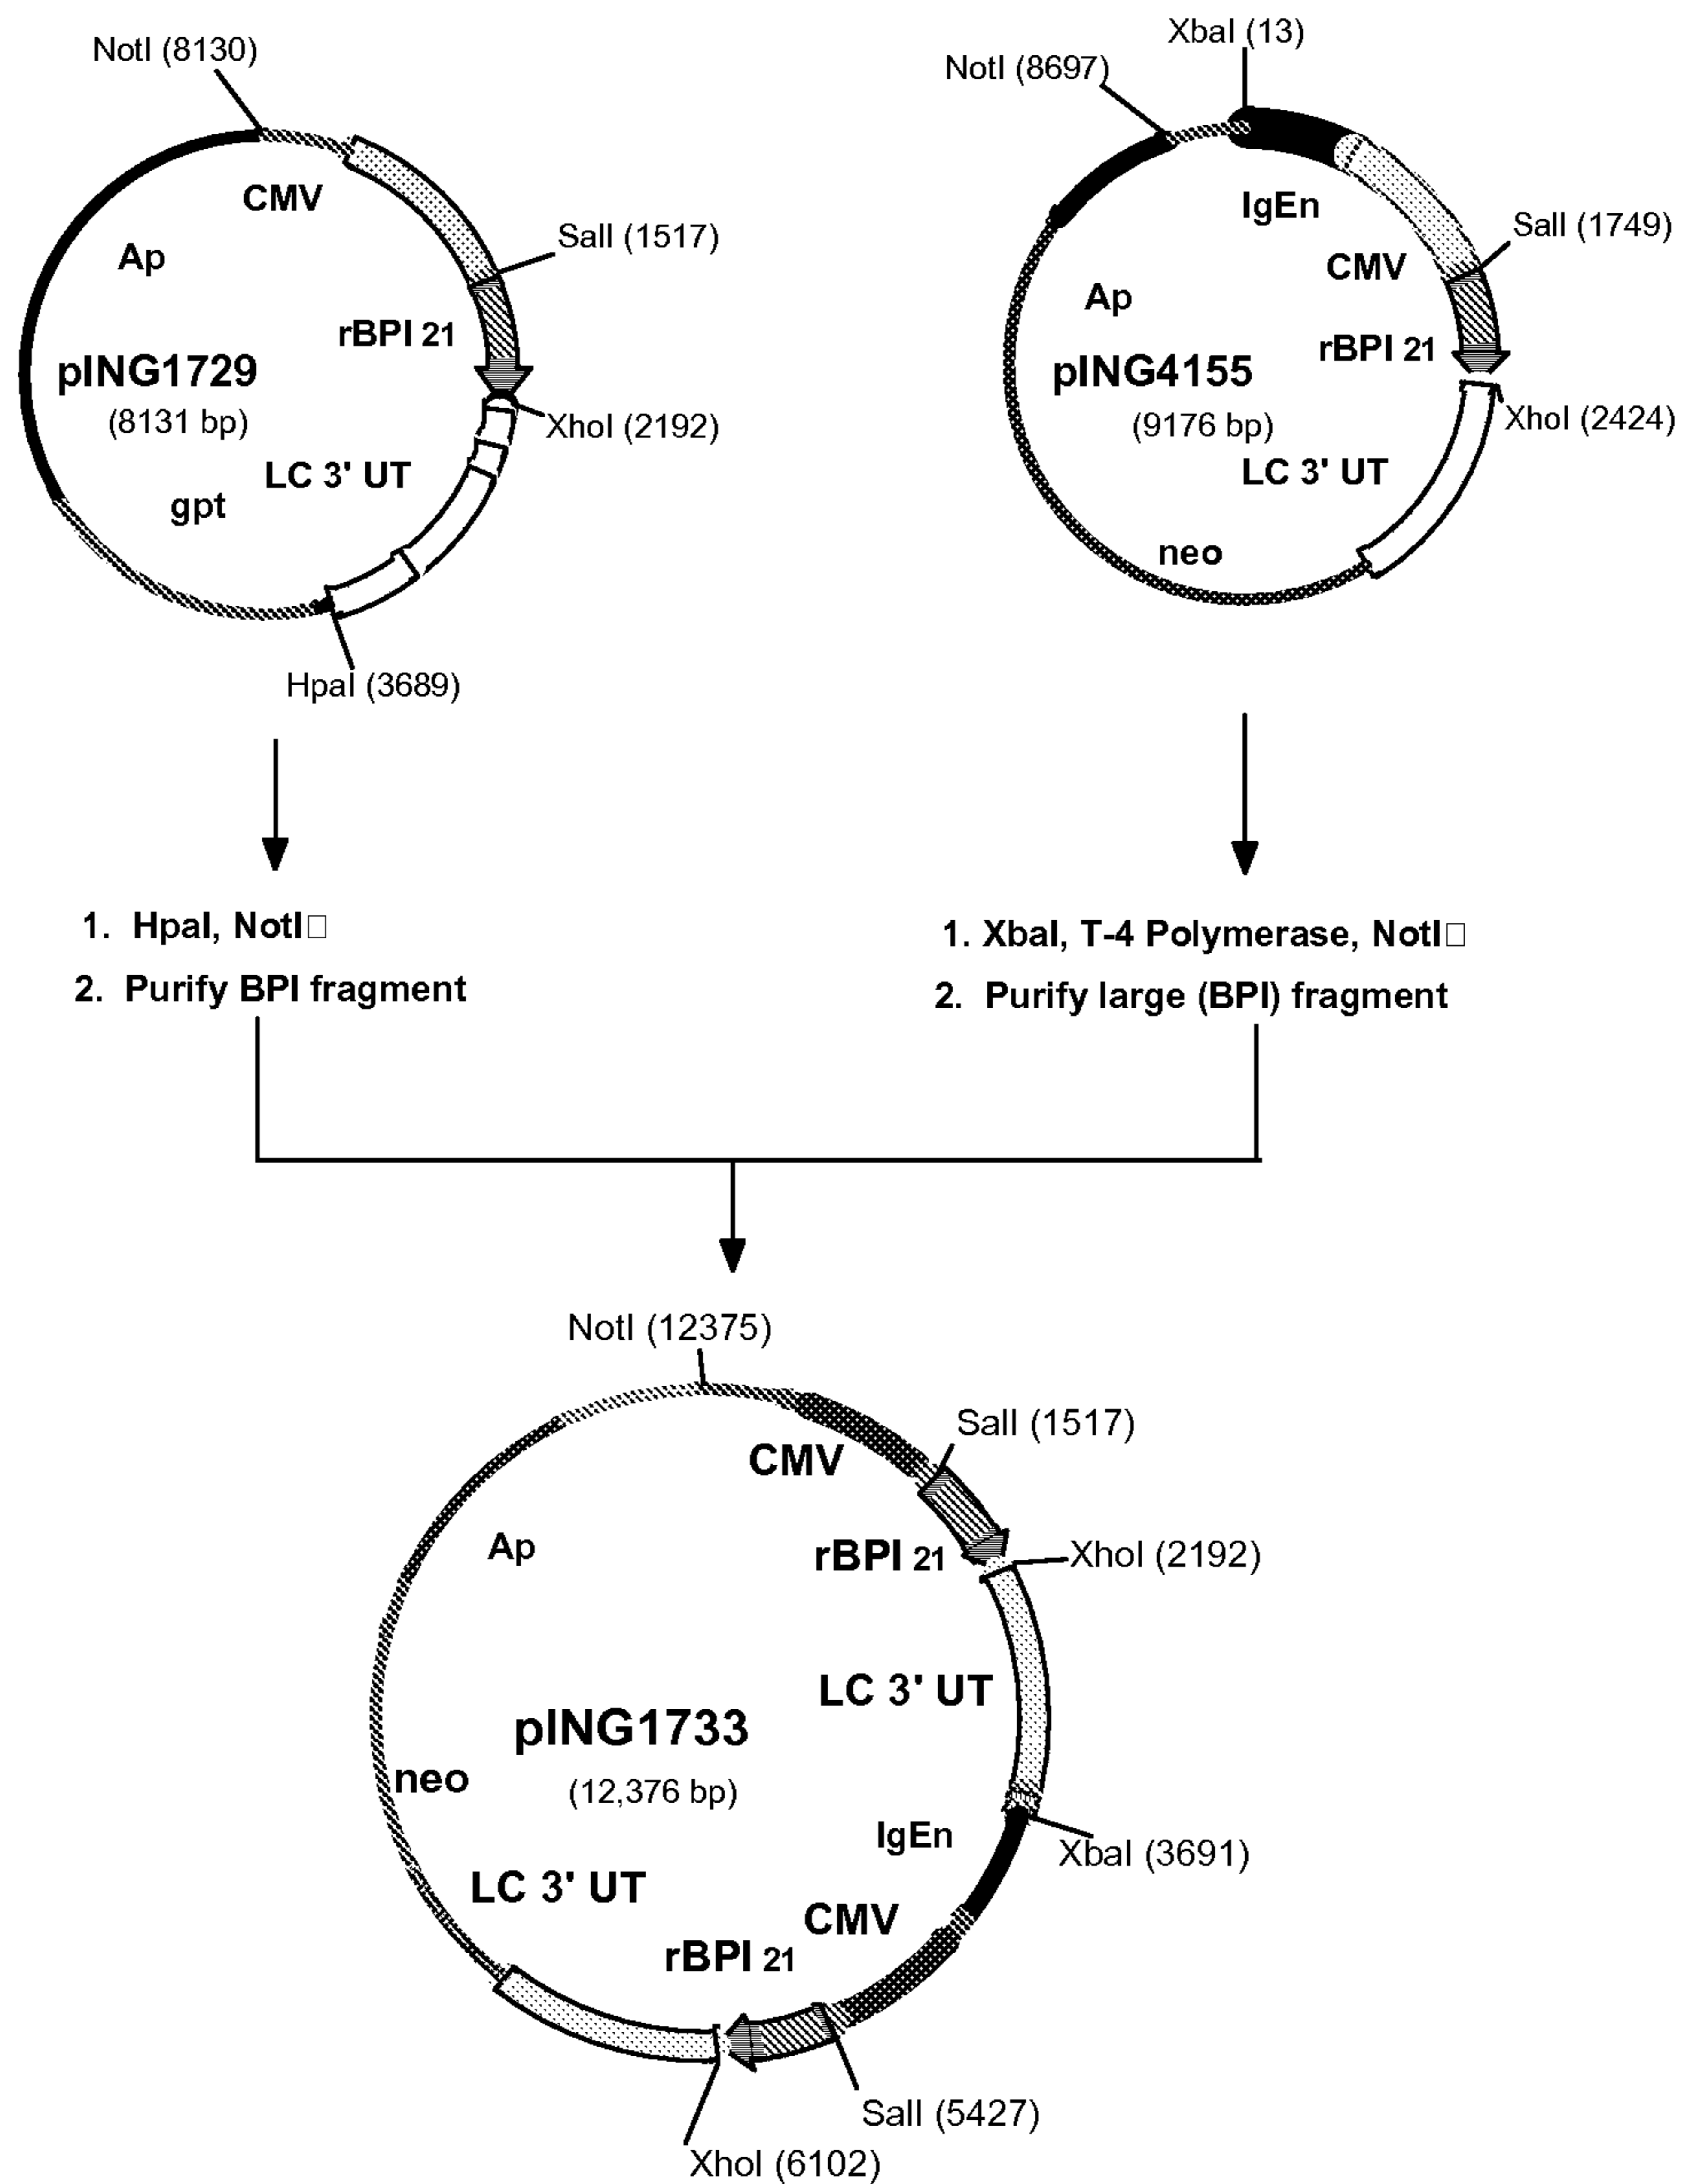 NotI (8130)
CMV
Ap
SalI (1517)
rBPI 21
pING1729
(8131 bp)
XhoI (2192)
LC 3' UT
gpt
HpaI (3689)
XbaI (13)
NotI (8697)
IgEn
SalI (1749)
CMV
Ap
rBPI 21
pING4155
(9176 bp)
XhoI (2424)
LC 3' UT
neo
1. HpaI, NotI□
2. Purify BPI fragment
1. XbaI, T-4 Polymerase, NotI□
2. Purify large (BPI) fragment
NotI (12375)
SalI (1517)
CMV
Ap
rBPI 21
XhoI (2192)
LC 3' UT
pING1733
(12,376 bp)
neo
IgEn
XbaI (3691)
LC 3' UT
CMV
rBPI 21
SalI (5427)
XhoI (6102)